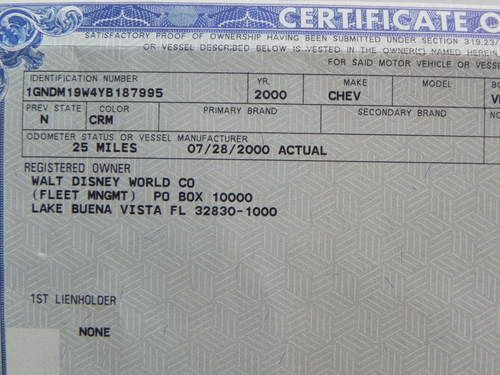 CERTIFICATE O
SATISFACTORY PROOF OF OWNERSHIP HAVING BEEN SUBMITTED UNDER SECTION 319.23
OR VESSEL DESCRIBED BELOW IS VESTED IN THE OWNER(S) NAMED HEREIN
FOR SAID MOTOR VEHICLE OR VESSE
IDENTIFICATION NUMBER YR. MAKE MODEL BO
1GNDM19W4YB187995 2000 CHEV V
PREV STATE COLOR PRIMARY BRAND SECONDARY BRAND NO
N CRM
ODOMETER STATUS OR VESSEL MANUFACTURER
25 MILES 07/28/2000 ACTUAL
REGISTERED OWNER
WALT DISNEY WORLD CO
(FLEET MNGMT) PO BOX 10000
LAKE BUENA VISTA FL 32830-1000
1ST LIENHOLDER
NONE